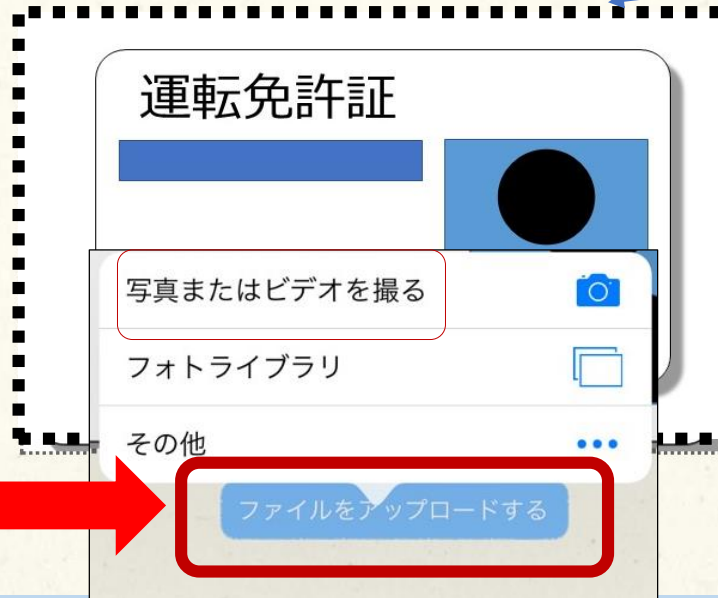 運転免許証
写真またはビデオを撮る
フォトライブラリ
その他
ファイルをアップロードする